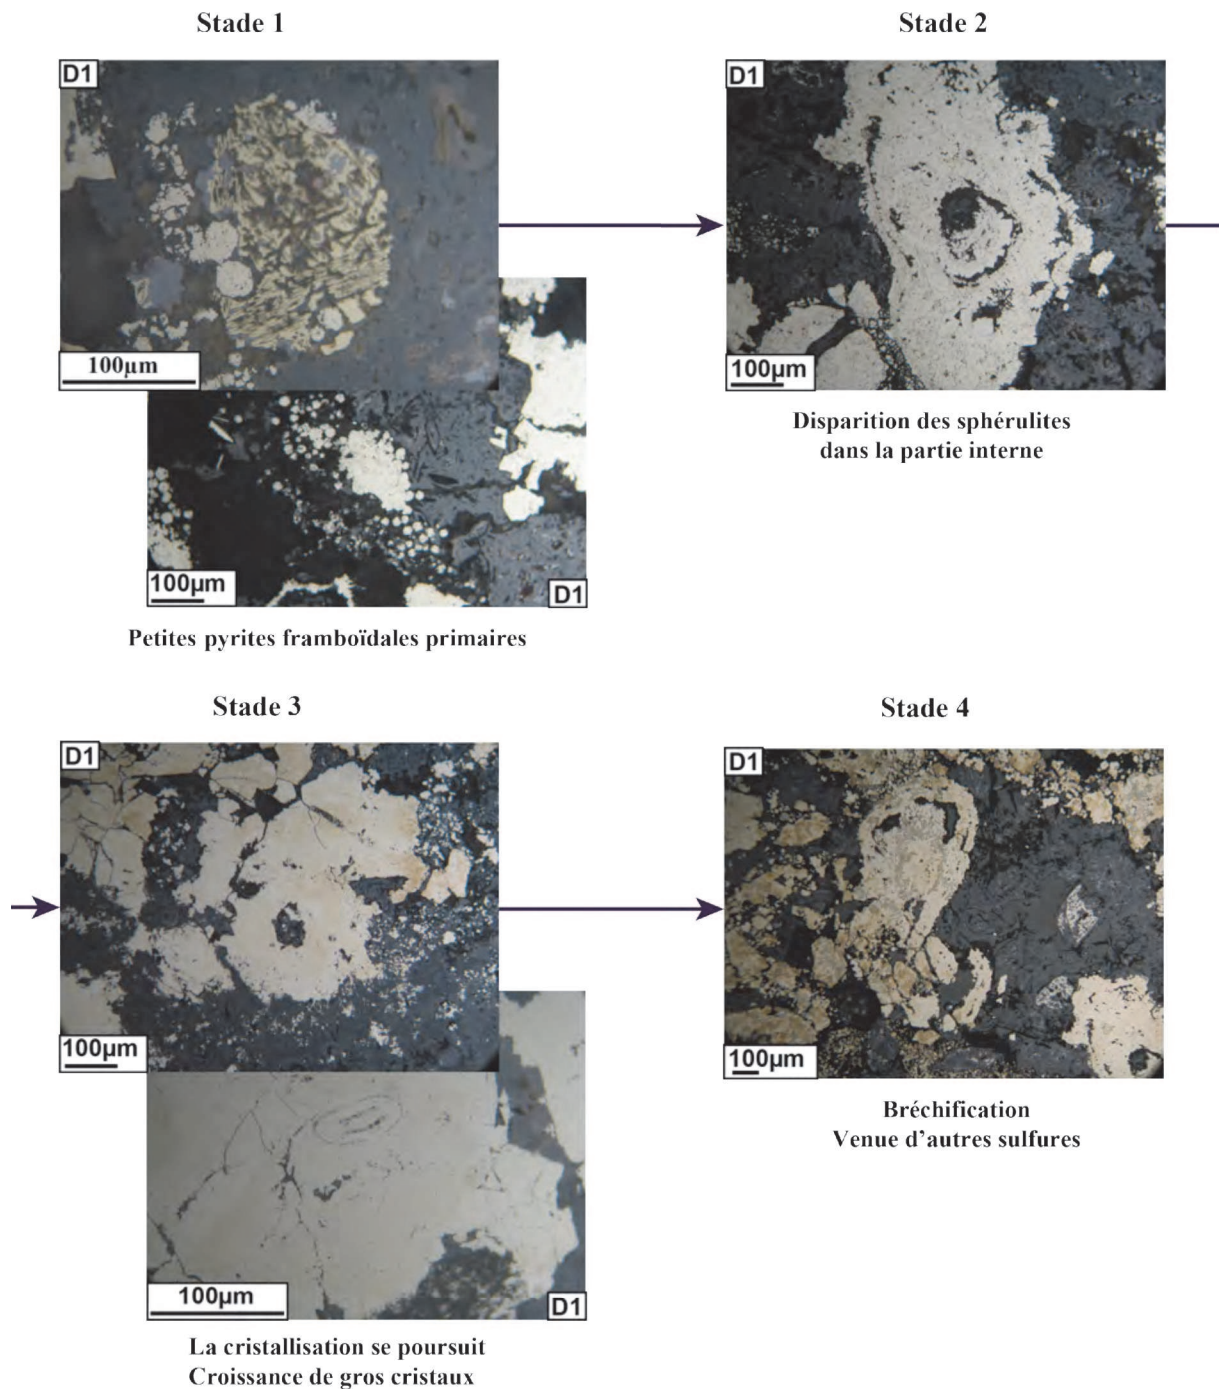 Stade 1
Stade 2
D1
D1
100µm
100µm
D1
Petites pyrites framboïdales primaires
100µm
Disparition des sphérulites
dans la partie interne
Stade 3
Stade 4
D1
D1
100µm
100µm
D1
La cristallisation se poursuit
Croissance de gros cristaux
100µm
Bréchification
Venue d'autres sulfures